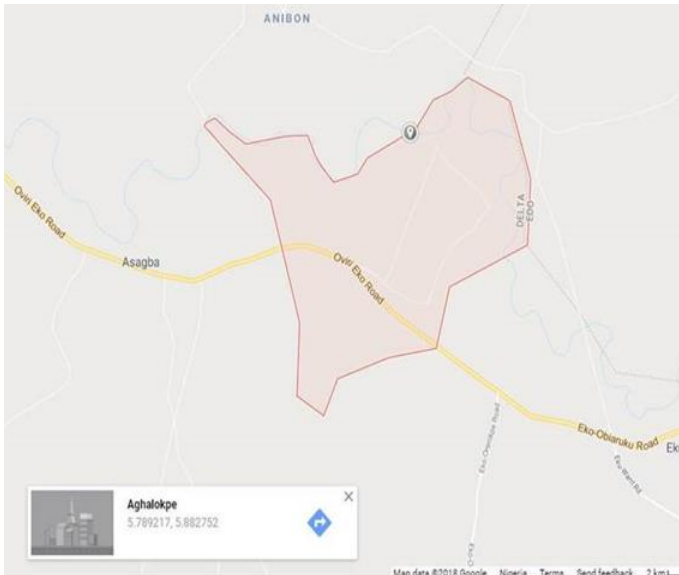 ANIBON
Oviri Eko Road
Asagba
Oviri Eko Road
DELTA
EDO
Eko-Obiaruku Road
Eku
Aghalokpe
5.789217, 5.882752
Map data ©2018 Google Nigeria Terms Send feedback 2 km